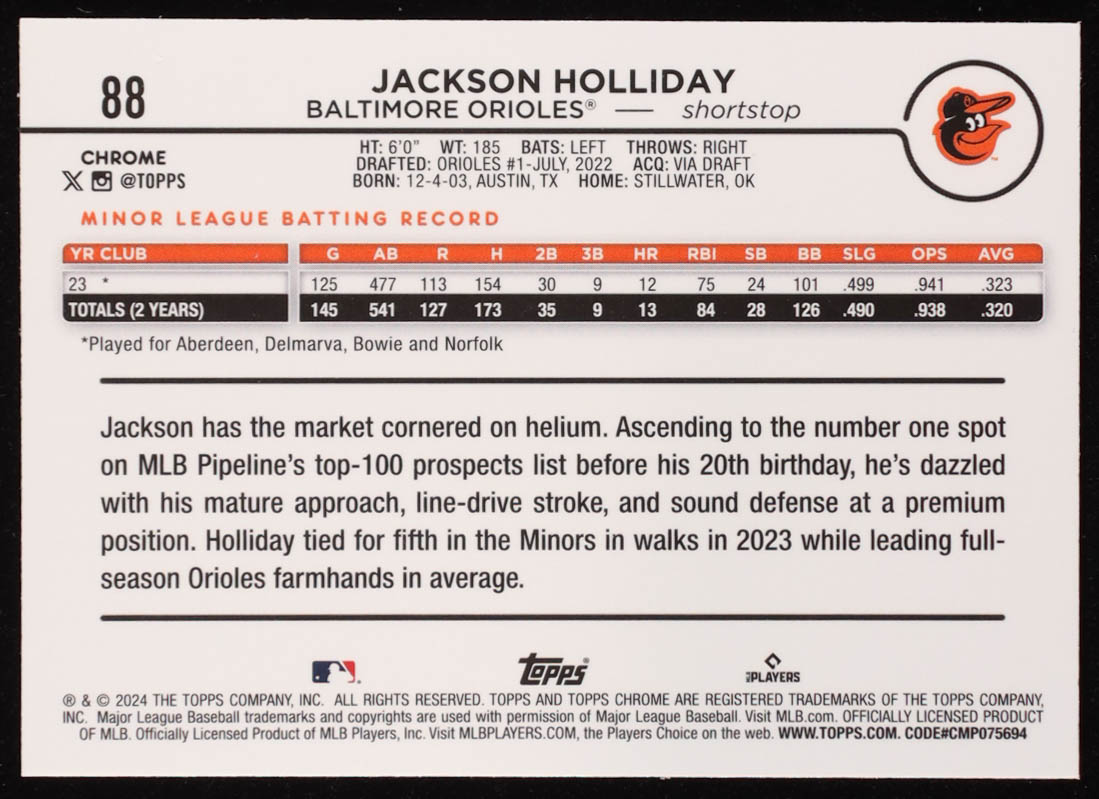 88
JACKSON HOLLIDAY
BALTIMORE ORIOLES® — shortstop
CHROME
@TOPPS
HT: 6'0" WT: 185 BATS: LEFT THROWS: RIGHT
DRAFTED: ORIOLES #1-JULY, 2022 ACQ: VIA DRAFT
BORN: 12-4-03, AUSTIN, TX HOME: STILLWATER, OK
MINOR LEAGUE BATTING RECORD
YR CLUB G AB R H 2B 3B HR RBI SB BB SLG OPS AVG
23 * 125 477 113 154 30 9 12 75 24 101 .499 .941 .323
TOTALS (2 YEARS) 145 541 127 173 35 9 13 84 28 126 .490 .938 .320
*Played for Aberdeen, Delmarva, Bowie and Norfolk
Jackson has the market cornered on helium. Ascending to the number one spot
on MLB Pipeline's top-100 prospects list before his 20th birthday, he's dazzled
with his mature approach, line-drive stroke, and sound defense at a premium
position. Holliday tied for fifth in the Minors in walks in 2023 while leading full-
season Orioles farmhands in average.
Topps® PLAYERS
® & © 2024 THE TOPPS COMPANY, INC. ALL RIGHTS RESERVED. TOPPS AND TOPPS CHROME ARE REGISTERED TRADEMARKS OF THE TOPPS COMPANY,
INC. Major League Baseball trademarks and copyrights are used with permission of Major League Baseball. Visit MLB.com. OFFICIALLY LICENSED PRODUCT
OF MLB. Officially Licensed Product of MLB Players, Inc. Visit MLBPLAYERS.COM, the Players Choice on the web. WWW.TOPPS.COM. CODE#CMP075694